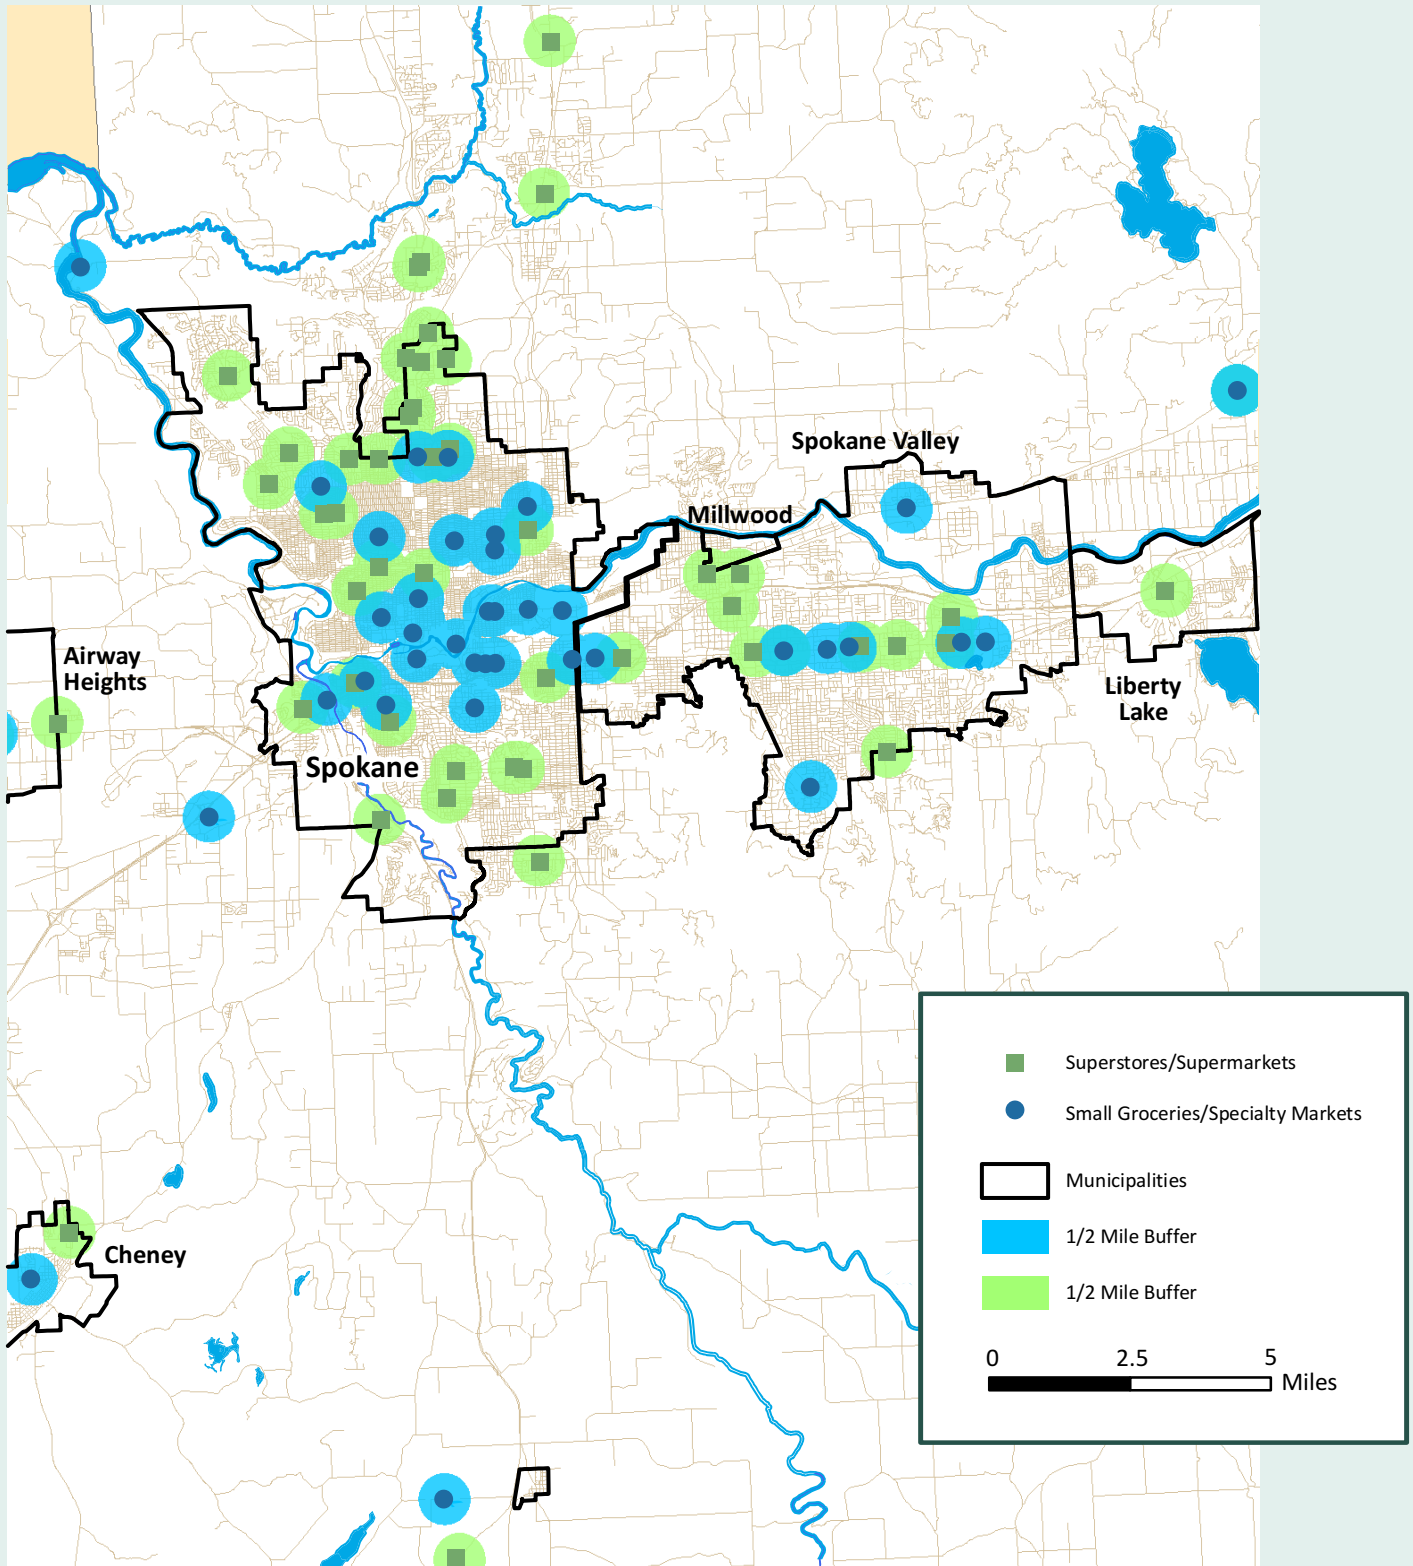 Spokane Valley
Millwood
Airway
Heights
Liberty
Lake
Spokane
Cheney
Superstores/Supermarkets
Small Groceries/Specialty Markets
Municipalities
1/2 Mile Buffer
1/2 Mile Buffer
0 2.5 5
Miles